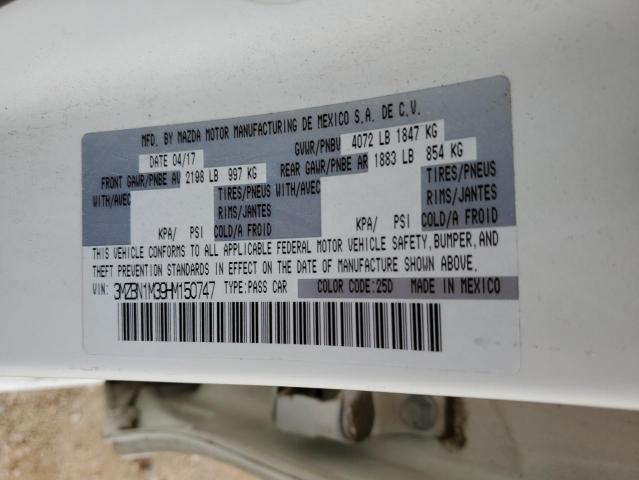 MFD. BY MAZDA MOTOR MANUFACTURING DE MEXICO S.A. DE C.V.
DATE 04/17 GVWR/PNBV 4072 LB 1847 KG
FRONT GAWR/PNBE AV 2198 LB 997 KG REAR GAWR/PNBE AR 1883 LB 854 KG
WITH/AVEC TIRES/PNEUS WITH/AVEC TIRES/PNEUS
RIMS/JANTES RIMS/JANTES
KPA/ PSI COLD/A FROID KPA/ PSI COLD/A FROID
THIS VEHICLE CONFORMS TO ALL APPLICABLE FEDERAL MOTOR VEHICLE SAFETY, BUMPER, AND
THEFT PREVENTION STANDARDS IN EFFECT ON THE DATE OF MANUFACTURE SHOWN ABOVE.
VIN: 3MZBN1M39HM150747 TYPE:PASS CAR COLOR CODE:25D MADE IN MEXICO